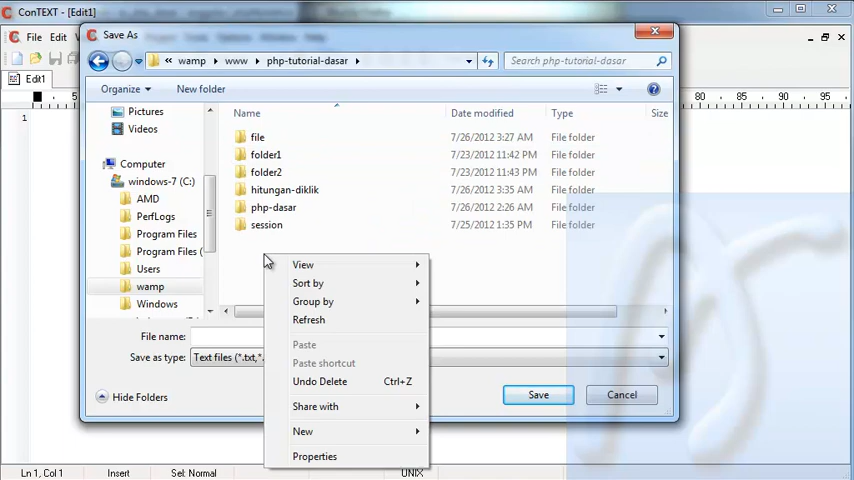 ConTEXT - [Edit1]
File Edit
Save As
« wamp www php-tutorial-dasar
Search php-tutorial-dasar
Organize New folder
Edit1
80 85 90 95
Pictures
Videos
Computer
windows-7 (C:)
AMD
PerfLogs
Program Files
Program Files (
Users
wamp
Windows
Name Date modified Type Size
file 7/26/2012 3:27 AM File folder
folder1 7/23/2012 11:42 PM File folder
folder2 7/23/2012 11:43 PM File folder
hitungan-diklik 7/26/2012 3:35 AM File folder
php-dasar 7/26/2012 2:26 AM File folder
session 7/25/2012 1:35 PM File folder
1
View
Sort by
Group by
Refresh
Paste
Paste shortcut
Undo Delete Ctrl+Z
Share with
New
Properties
File name:
Save as type: Text files (*.txt,*.
Hide Folders
Save Cancel
Ln 1, Col 1 Insert Sel: Normal UNIX